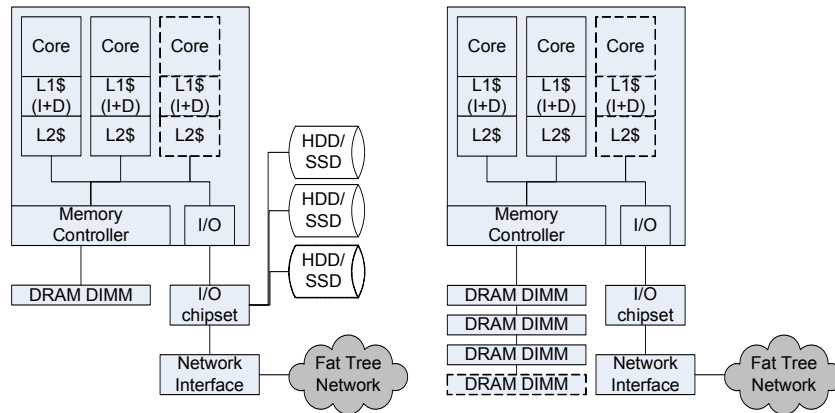 Core
Core
Core
L1$
(I+D)
L1$
(I+D)
L1$
(I+D)
L2$
L2$
L2$
HDD/
SSD
HDD/
SSD
HDD/
SSD
Memory
Controller
I/O
DRAM DIMM
I/O
chipset
Network
Interface
Fat Tree
Network
Core
Core
Core
L1$
(I+D)
L1$
(I+D)
L1$
(I+D)
L2$
L2$
L2$
Memory
Controller
I/O
DRAM DIMM
DRAM DIMM
DRAM DIMM
DRAM DIMM
I/O
chipset
Network
Interface
Fat Tree
Network